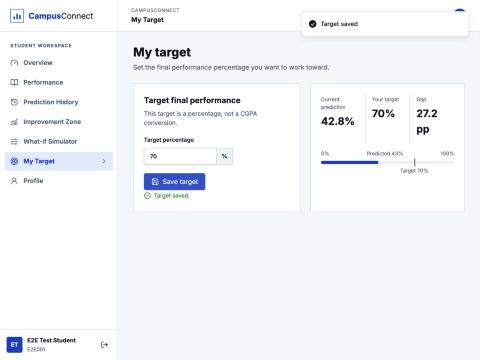 CampusConnect
STUDENT WORKSPACE
Overview
Performance
Prediction History
Improvement Zone
What-if Simulator
My Target
Profile
ET
E2E Test Student
E2E001
CAMPUSCONNECT
My Target
Target saved
My target
Set the final performance percentage you want to work toward.
Target final performance
This target is a percentage, not a CGPA
conversion.
Target percentage
70 %
Save target
Target saved.
Current
prediction
42.8%
Your target
70%
Gap
27.2
pp
0% Predicted 43% 100%
Target 70%